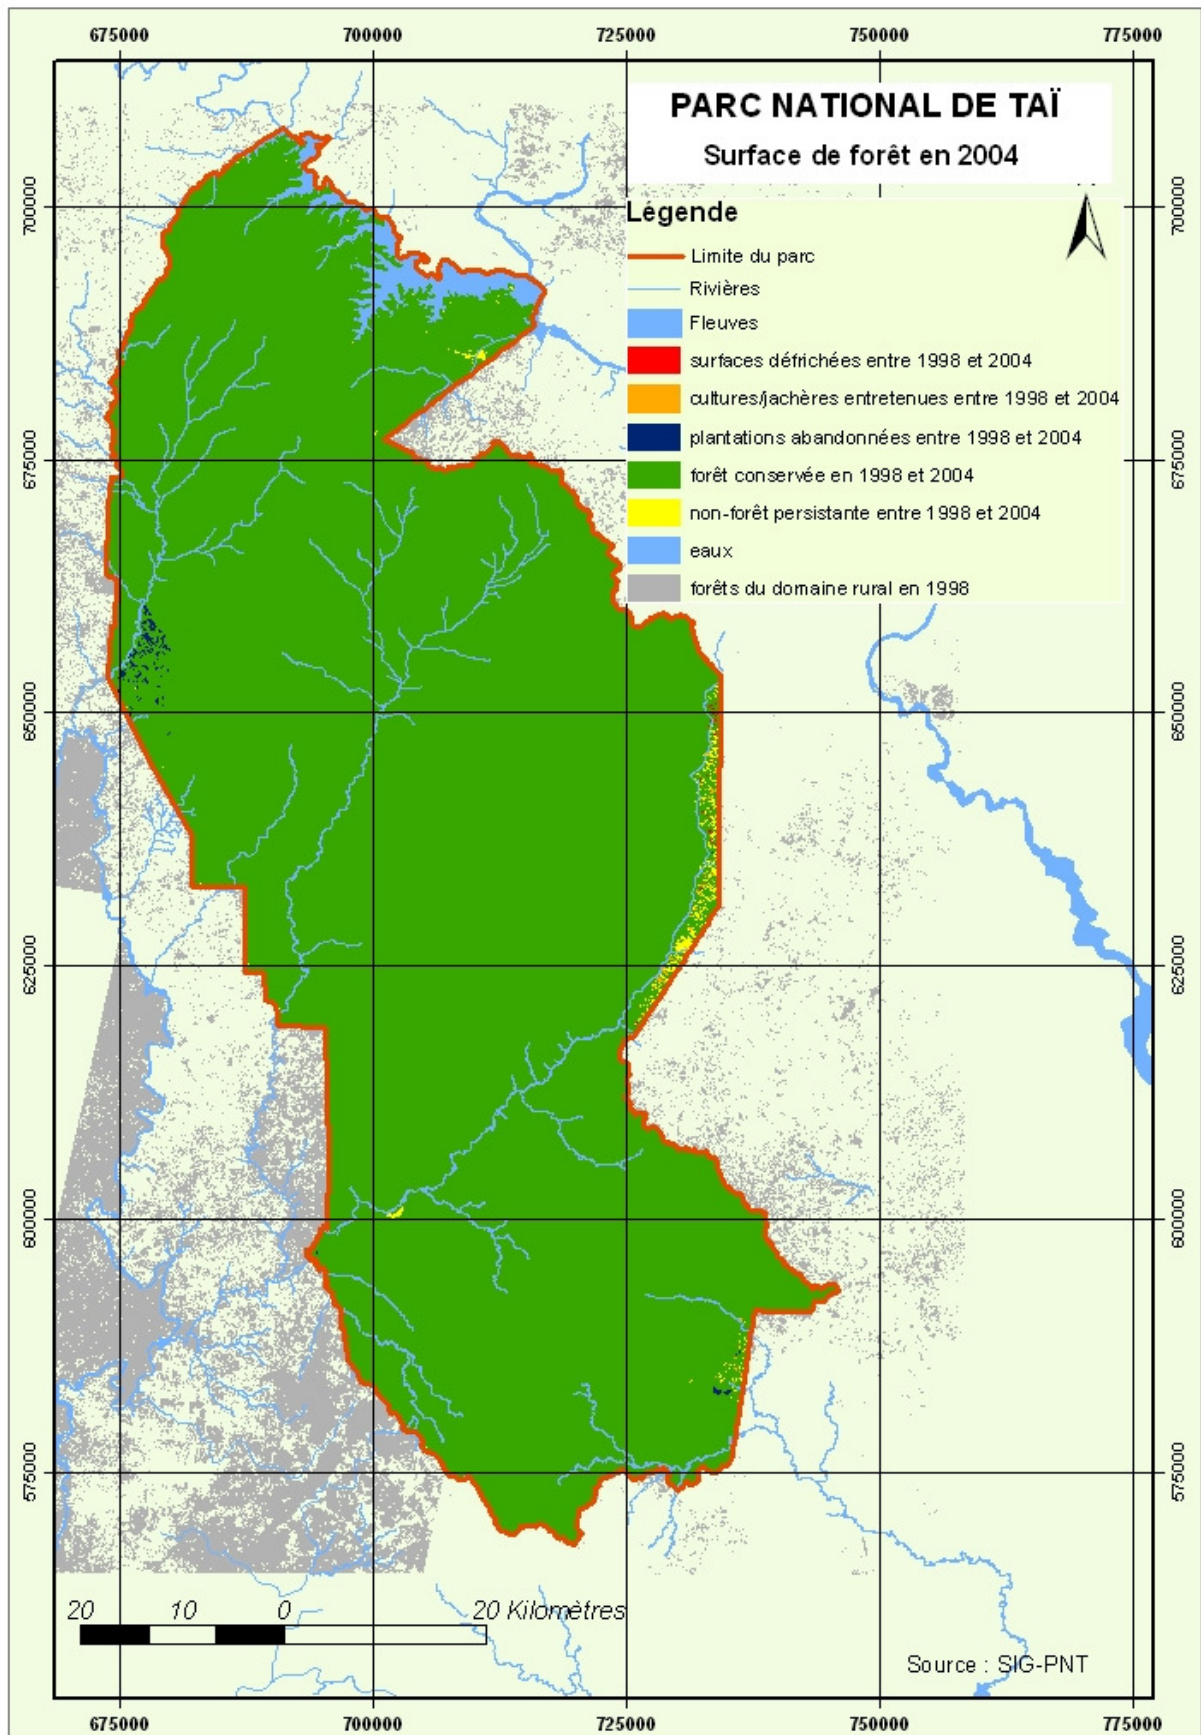 675000 700000 725000 750000 775000
PARC NATIONAL DE TAÏ
Surface de forêt en 2004
Légende
Limite du parc
Rivières
Fleuves
surfaces défrichées entre 1998 et 2004
cultures/jachères entretenues entre 1998 et 2004
plantations abandonnées entre 1998 et 2004
forêt conservée en 1998 et 2004
non-forêt persistante entre 1998 et 2004
eaux
forêts du domaine rural en 1998
700000 700000
675000 675000
650000 650000
625000 625000
600000 600000
575000 575000
20 10 0 20 Kilomètres
Source : SIG-PNT
675000 700000 725000 750000 775000